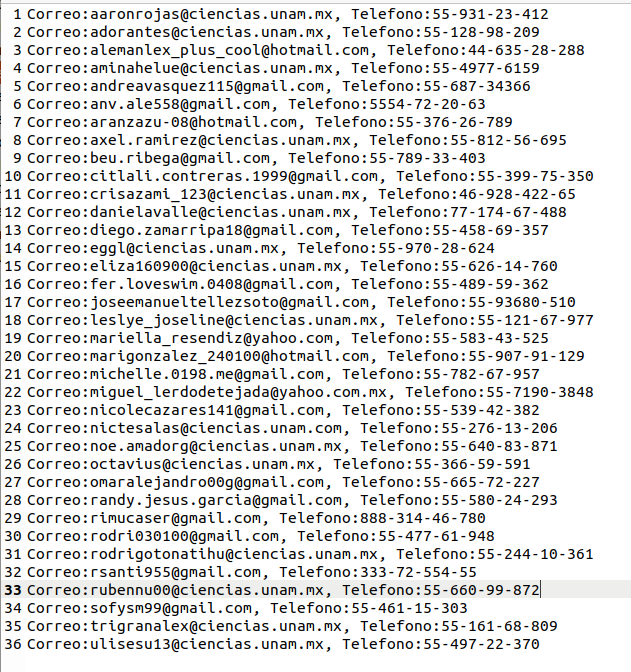 1 Correo:aaronrojas@ciencias.unam.mx, Telefono:55-931-23-412
2 Correo:adorantes@ciencias.unam.mx, Telefono:55-128-98-209
3 Correo:alemanlex_plus_cool@hotmail.com, Telefono:44-635-28-288
4 Correo:aminahelue@ciencias.unam.mx, Telefono:55-4977-6159
5 Correo:andreavasquez115@gmail.com, Telefono:55-687-34366
6 Correo:anv.ale558@gmail.com, Telefono:5554-72-20-63
7 Correo:aranzazu-08@hotmail.com, Telefono:55-376-26-789
8 Correo:axel.ramirez@ciencias.unam.mx, Telefono:55-812-56-695
9 Correo:beu.ribega@gmail.com, Telefono:55-789-33-403
10 Correo:citlali.contreras.1999@gmail.com, Telefono:55-399-75-350
11 Correo:crisazami_123@ciencias.unam.mx, Telefono:46-928-422-65
12 Correo:danielavalle@ciencias.unam.mx, Telefono:77-174-67-488
13 Correo:diego.zamarripa18@gmail.com, Telefono:55-458-69-357
14 Correo:eggl@ciencias.unam.mx, Telefono:55-970-28-624
15 Correo:eliza160900@ciencias.unam.mx, Telefono:55-626-14-760
16 Correo:fer.loveswim.0408@gmail.com, Telefono:55-489-59-362
17 Correo:joseemanueltellezsoto@gmail.com, Telefono:55-93680-510
18 Correo:leslye_joseline@ciencias.unam.mx, Telefono:55-121-67-977
19 Correo:mariella_resendiz@yahoo.com, Telefono:55-583-43-525
20 Correo:marigonzalez_240100@hotmail.com, Telefono:55-907-91-129
21 Correo:michelle.0198.me@gmail.com, Telefono:55-782-67-957
22 Correo:miguel_lerdodetejada@yahoo.com.mx, Telefono:55-7190-3848
23 Correo:nicolecazares141@gmail.com, Telefono:55-539-42-382
24 Correo:nictesalas@ciencias.unam.com, Telefono:55-276-13-206
25 Correo:noe.amadorg@ciencias.unam.mx, Telefono:55-640-83-871
26 Correo:octavius@ciencias.unam.mx, Telefono:55-366-59-591
27 Correo:omaralejandro00g@gmail.com, Telefono:55-665-72-227
28 Correo:randy.jesus.garcia@gmail.com, Telefono:55-580-24-293
29 Correo:rimucaser@gmail.com, Telefono:888-314-46-780
30 Correo:rodri030100@gmail.com, Telefono:55-477-61-948
31 Correo:rodrigotonatihu@ciencias.unam.mx, Telefono:55-244-10-361
32 Correo:rsanti955@gmail.com, Telefono:333-72-554-55
33 Correo:rubennu00@ciencias.unam.mx, Telefono:55-660-99-872
34 Correo:sofysm99@gmail.com, Telefono:55-461-15-303
35 Correo:trigranalex@ciencias.unam.mx, Telefono:55-161-68-809
36 Correo:ulisesu13@ciencias.unam.mx, Telefono:55-497-22-370